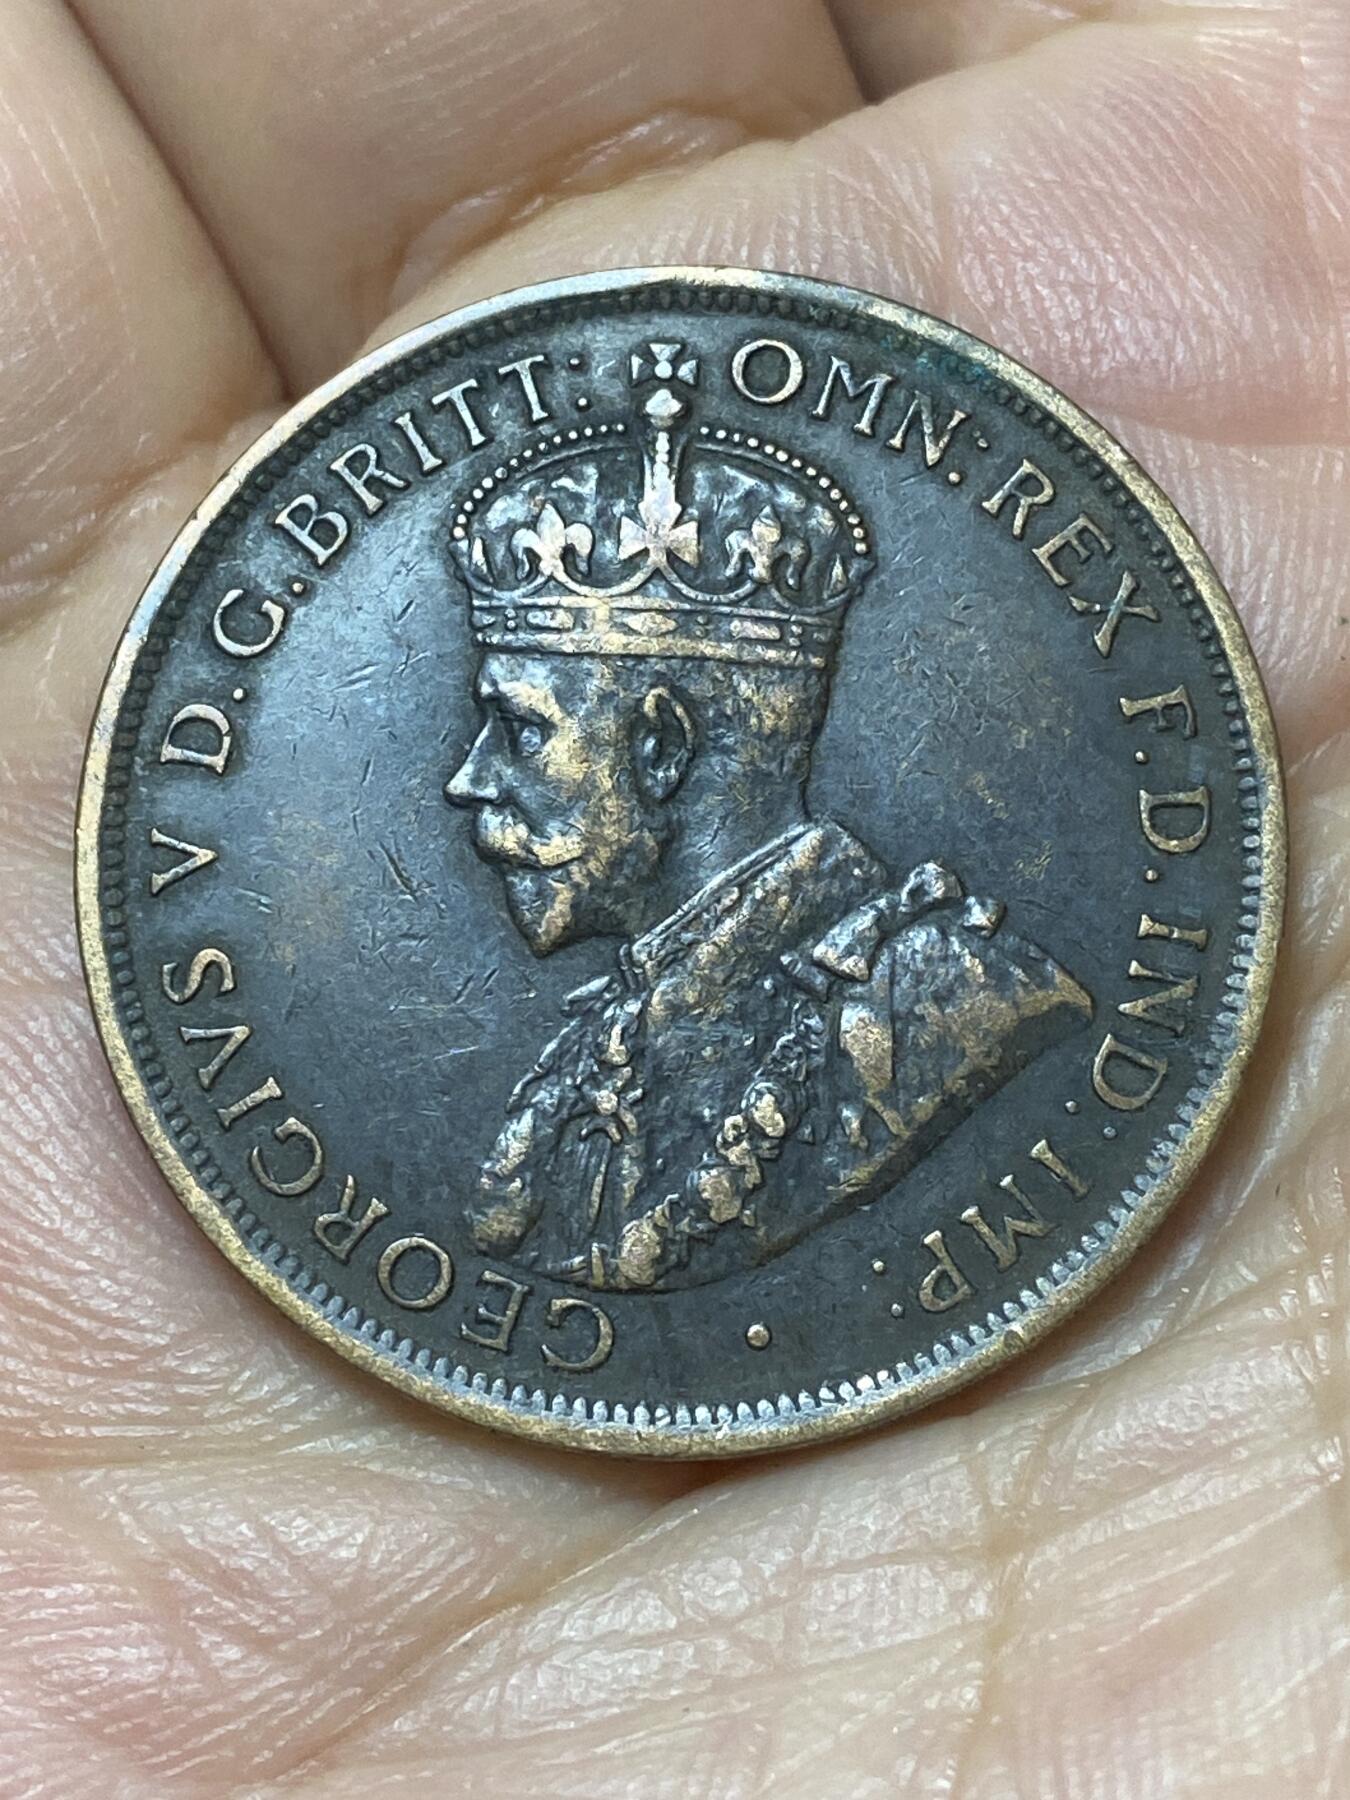 GEORGIVS V D.G.BRITT: OMN: REX F.D.IND: IMP: